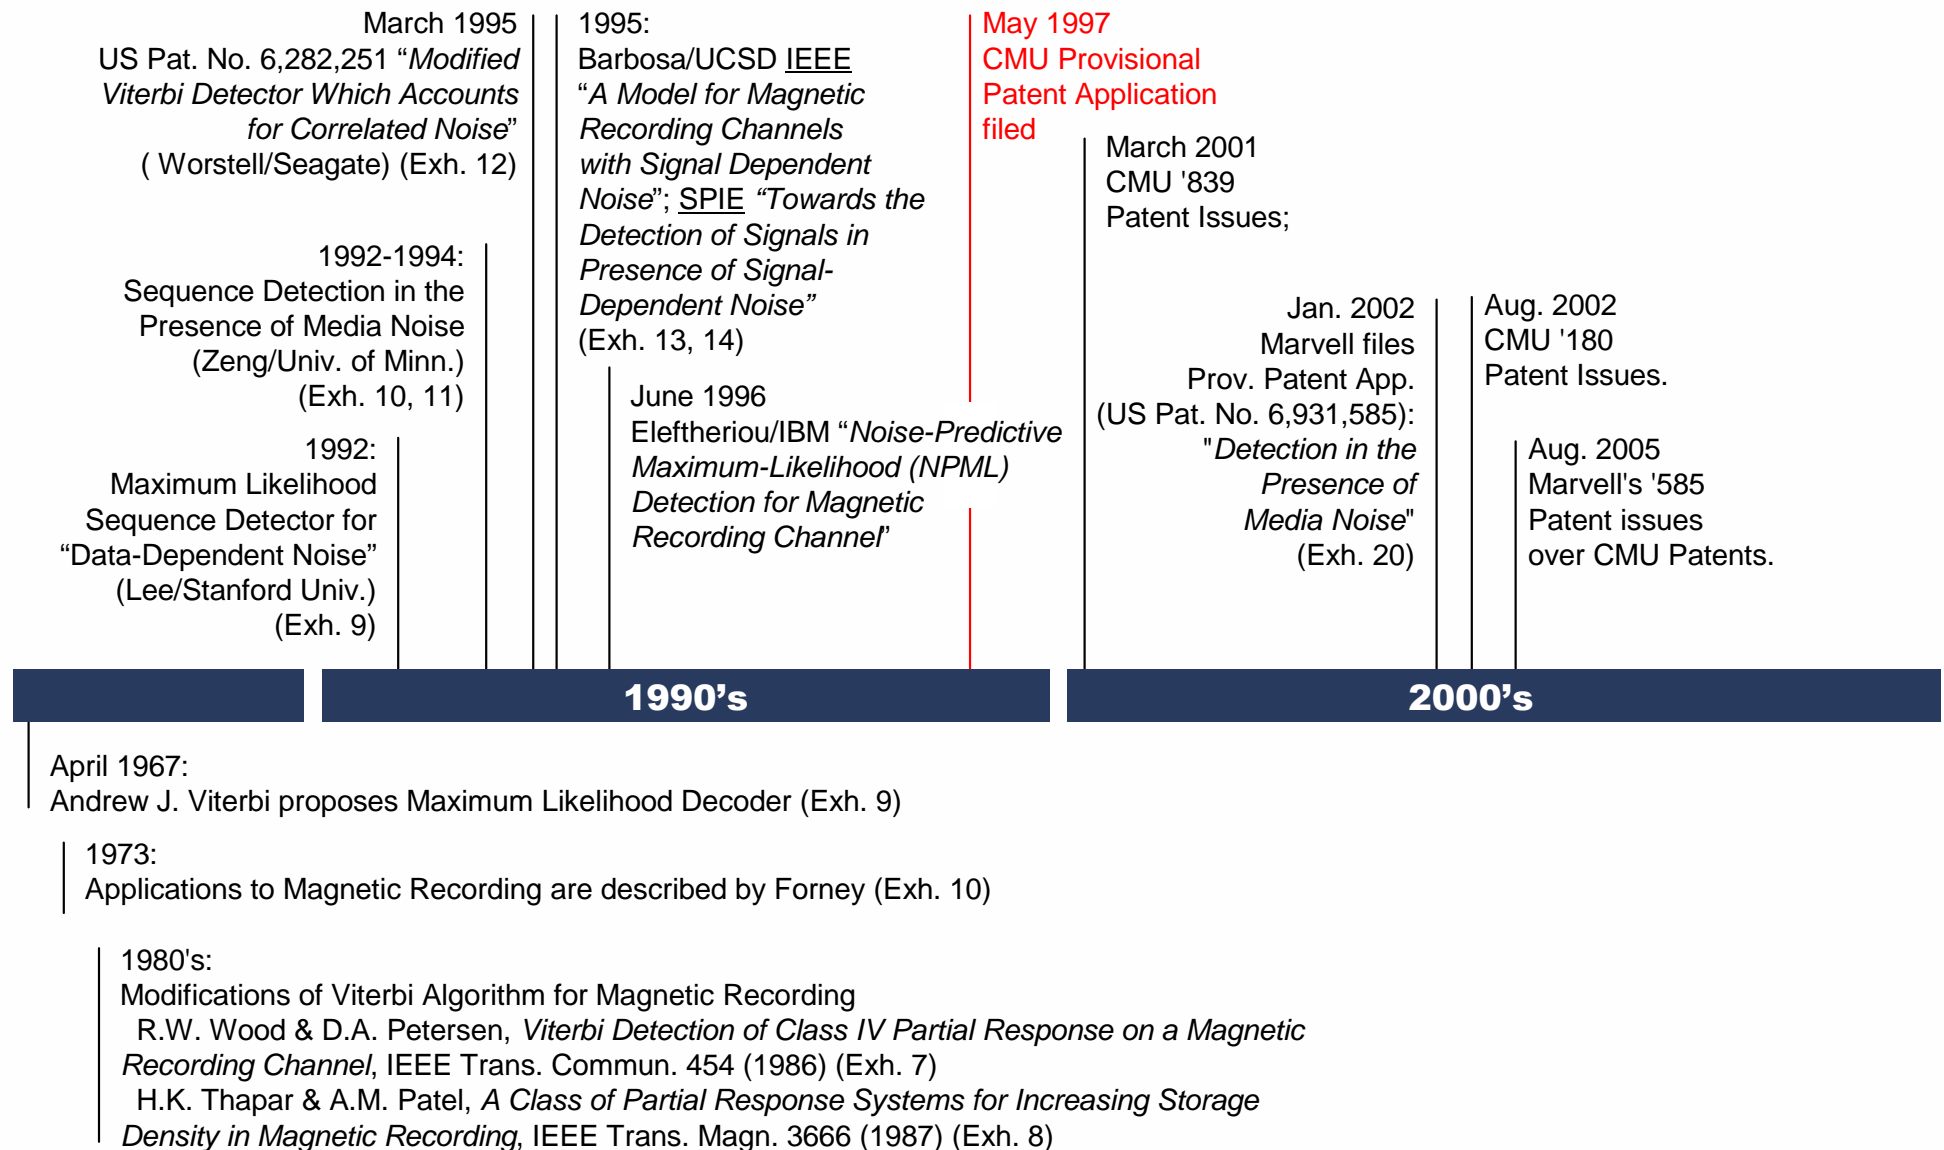 March 1995
US Pat. No. 6,282,251 “Modified
Viterbi Detector Which Accounts
for Correlated Noise”
( Worstell/Seagate) (Exh. 12)
1992-1994:
Sequence Detection in the
Presence of Media Noise
(Zeng/Univ. of Minn.)
(Exh. 10, 11)
1992:
Maximum Likelihood
Sequence Detector for
“Data-Dependent Noise”
(Lee/Stanford Univ.)
(Exh. 9)
1995:
Barbosa/UCSD IEEE
“A Model for Magnetic
Recording Channels
with Signal Dependent
Noise”; SPIE “Towards the
Detection of Signals in
Presence of Signal-
Dependent Noise”
(Exh. 13, 14)
June 1996
Eleftheriou/IBM “Noise-Predictive
Maximum-Likelihood (NPML)
Detection for Magnetic
Recording Channel”
May 1997
CMU Provisional
Patent Application
filed
March 2001
CMU '839
Patent Issues;
Jan. 2002
Marvell files
Prov. Patent App.
(US Pat. No. 6,931,585):
"Detection in the
Presence of
Media Noise"
(Exh. 20)
Aug. 2002
CMU '180
Patent Issues.
Aug. 2005
Marvell's '585
Patent issues
over CMU Patents.
1990’s
2000’s
April 1967:
Andrew J. Viterbi proposes Maximum Likelihood Decoder (Exh. 9)
1973:
Applications to Magnetic Recording are described by Forney (Exh. 10)
1980's:
Modifications of Viterbi Algorithm for Magnetic Recording
R.W. Wood & D.A. Petersen, Viterbi Detection of Class IV Partial Response on a Magnetic
Recording Channel, IEEE Trans. Commun. 454 (1986) (Exh. 7)
H.K. Thapar & A.M. Patel, A Class of Partial Response Systems for Increasing Storage
Density in Magnetic Recording, IEEE Trans. Magn. 3666 (1987) (Exh. 8)